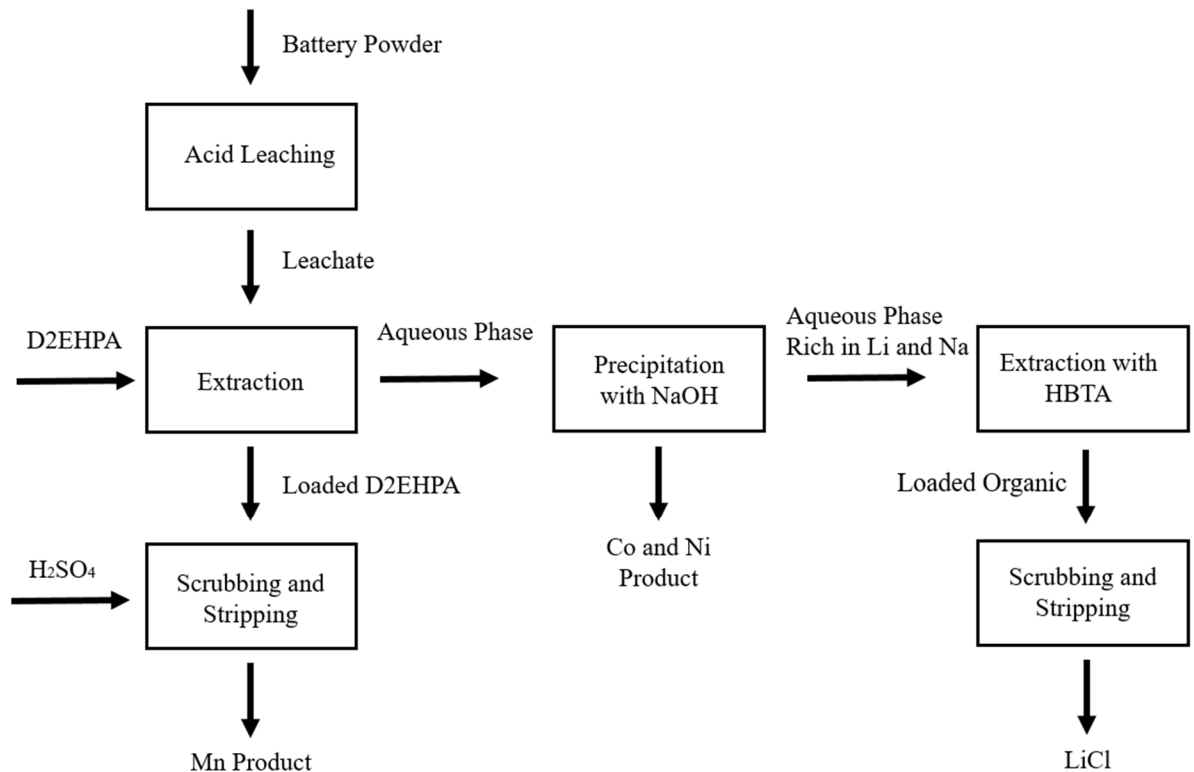 Battery Powder
Acid Leaching
Leachate
D2EHPA
Extraction
Aqueous Phase
Precipitation
with NaOH
Aqueous Phase
Rich in Li and Na
Extraction with
HBTA
Loaded D2EHPA
Loaded Organic
H₂SO₄
Scrubbing and
Stripping
Co and Ni
Product
Scrubbing and
Stripping
Mn Product
LiCl